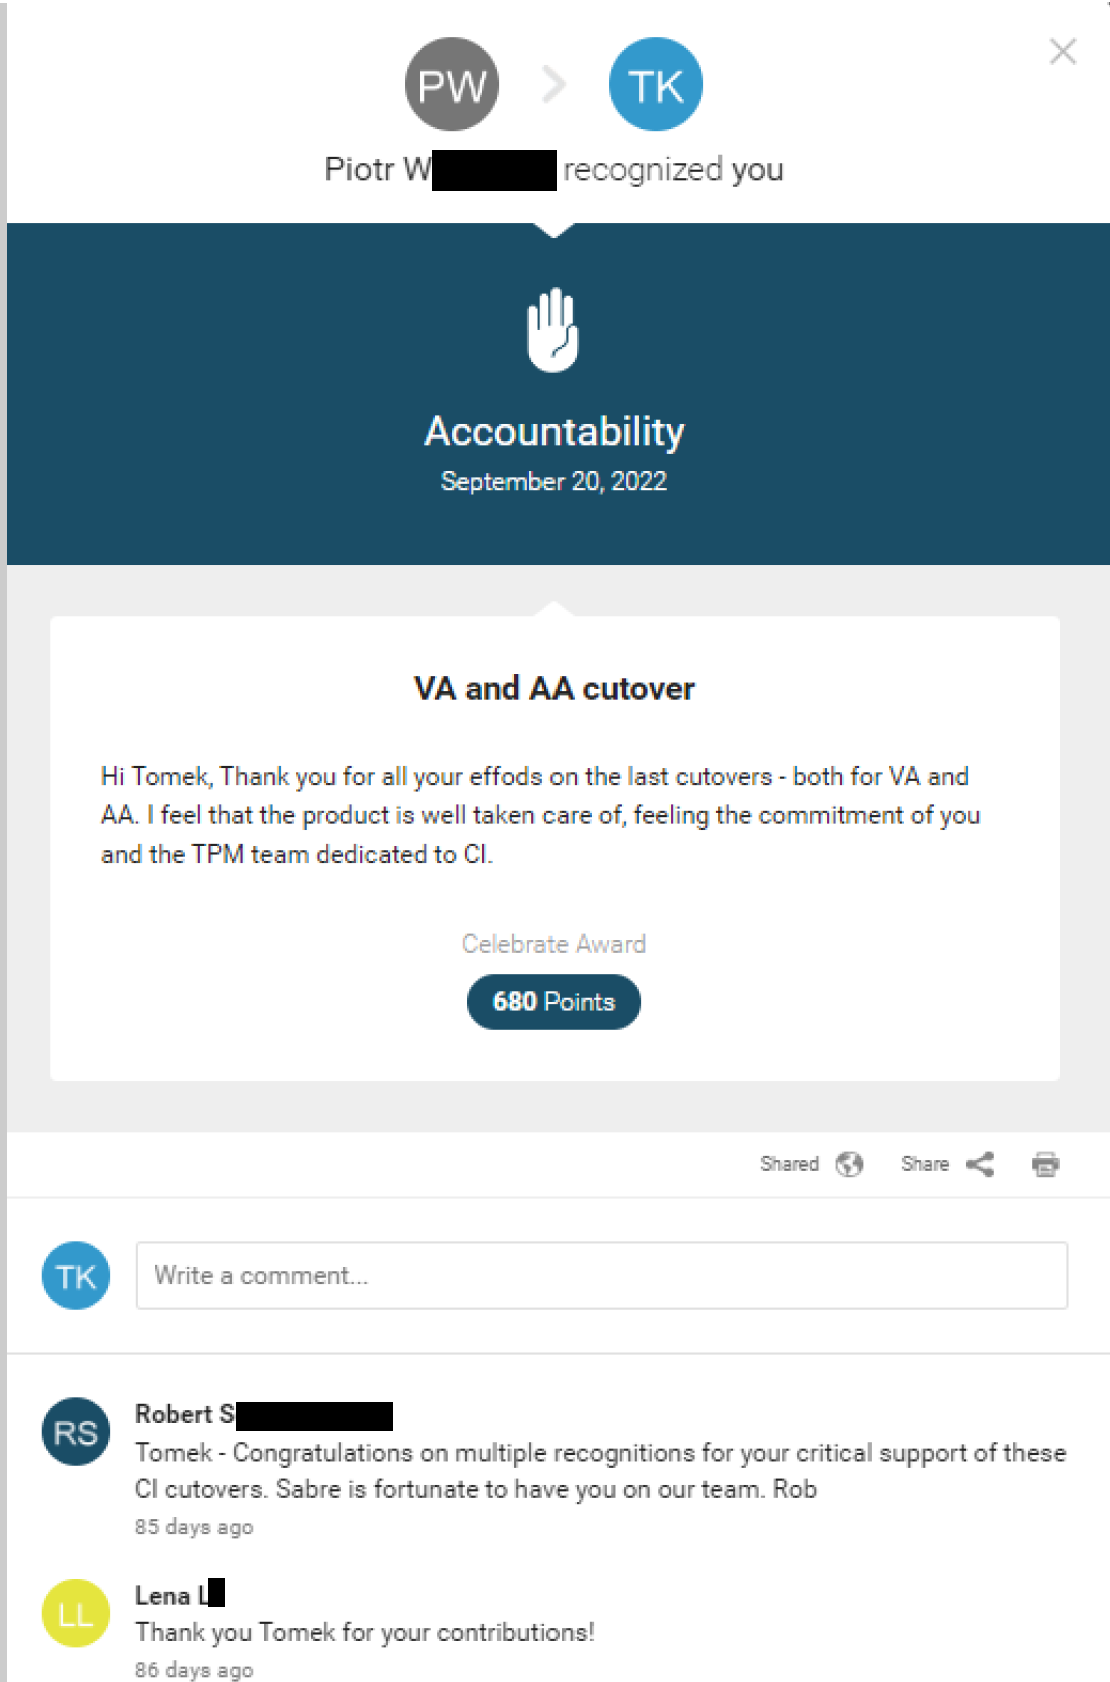 PW > TK
Piotr W recognized you
Accountability
September 20, 2022
VA and AA cutover
Hi Tomek, Thank you for all your effods on the last cutovers - both for VA and
AA. I feel that the product is well taken care of, feeling the commitment of you
and the TPM team dedicated to CI.
Celebrate Award
680 Points
Shared Share
TK Write a comment...
RS
Robert S
Tomek - Congratulations on multiple recognitions for your critical support of these
CI cutovers. Sabre is fortunate to have you on our team. Rob
85 days ago
LL
Lena L
Thank you Tomek for your contributions!
86 days ago